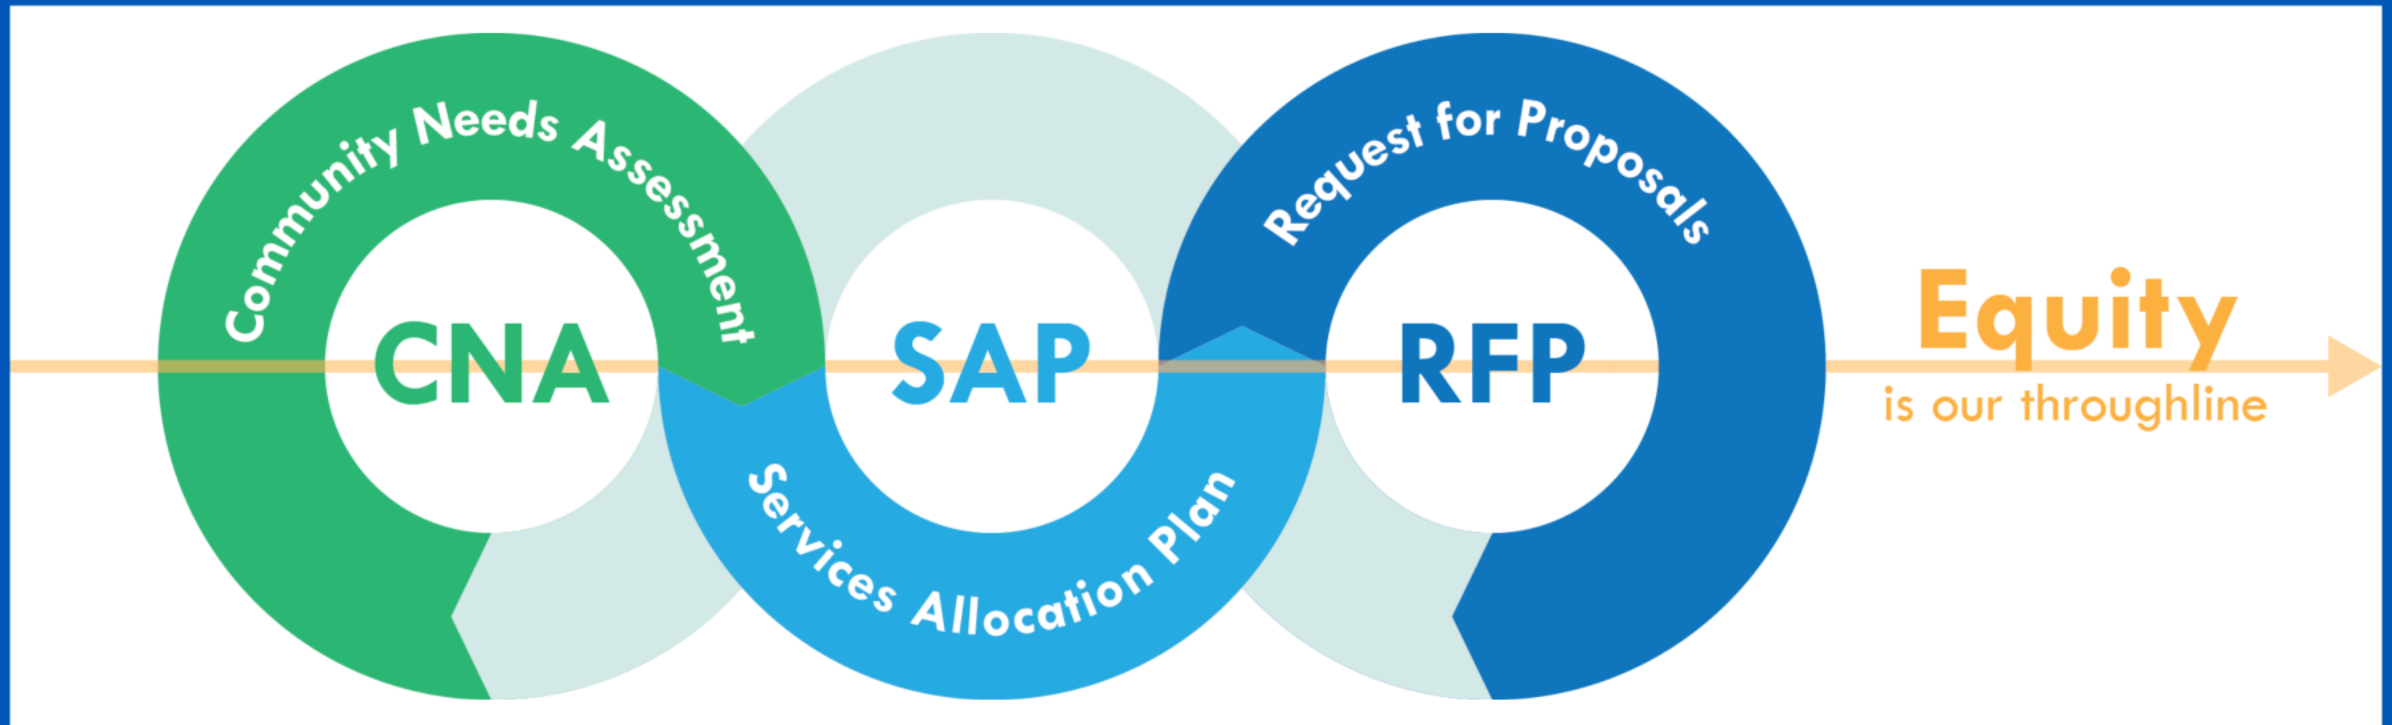 Community Needs Assessment
CNA
Services Allocation Plan
SAP
Request for Proposals
RFP
Equity
is our throughline